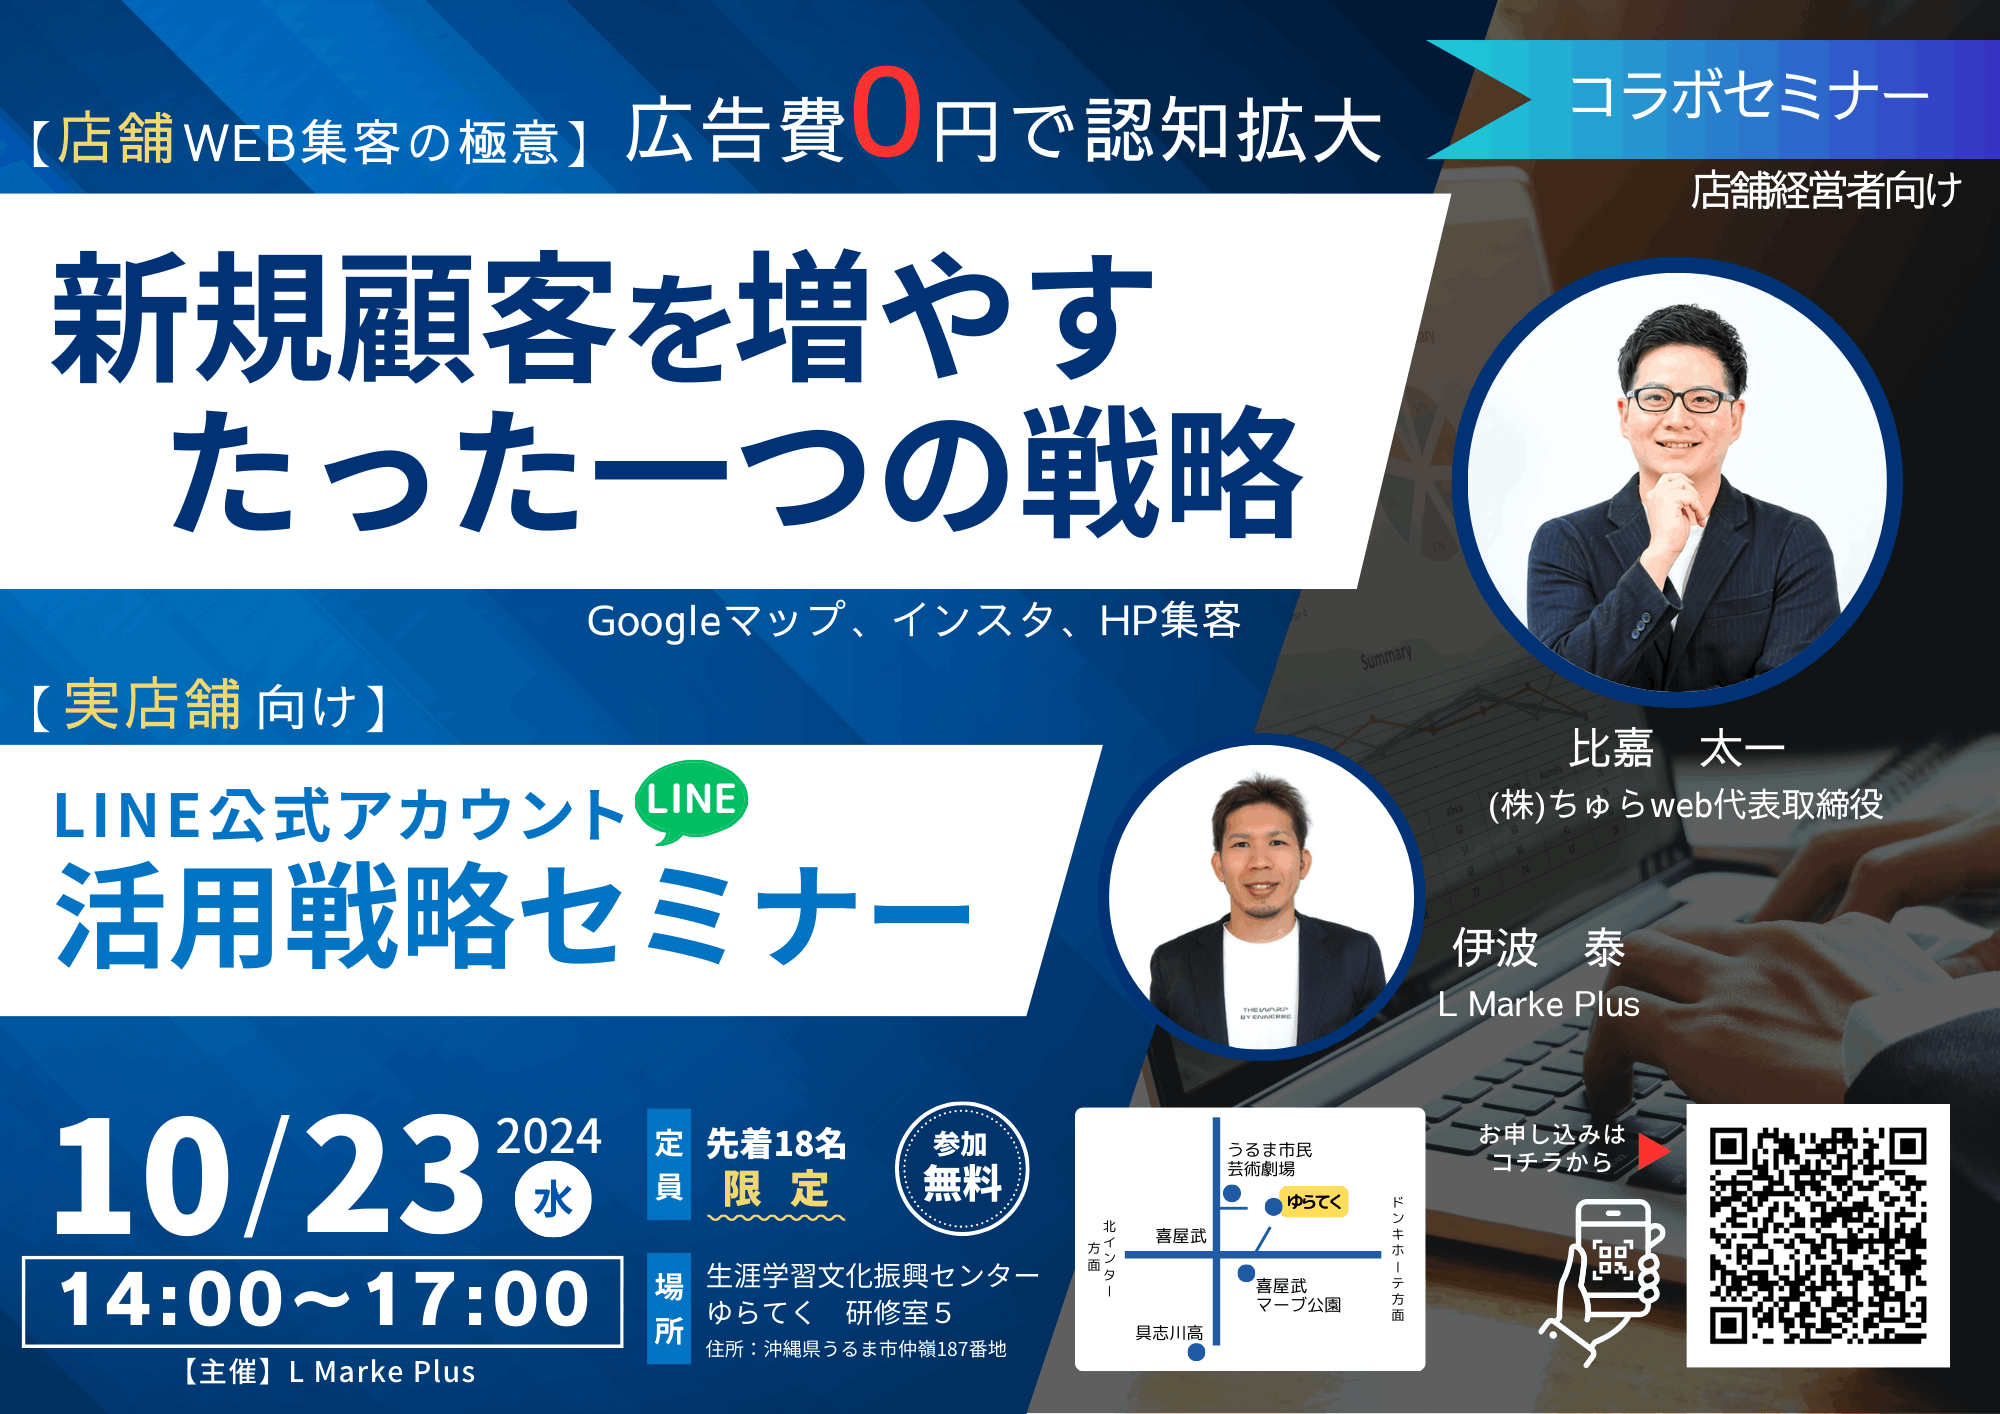 コラボセミナー
店舗経営者向け
【店舗WEB集客の極意】広告費0円で認知拡大
新規顧客を増やす
たった一つの戦略
Googleマップ、インスタ、HP集客
【実店舗向け】
LINE公式アカウント
LINE
活用戦略セミナー
比嘉　太一
(株)ちゅらweb代表取締役
伊波　泰
L Marke Plus
Summary
THE WARP
BY ENNERRE
10/23
2024
水
14:00～17:00
【主催】L Marke Plus
定員
先着18名
限 定
参加
無料
場所
生涯学習文化振興センター
ゆらてく　研修室５
住所：沖縄県うるま市仲嶺187番地
うるま市民
芸術劇場
ゆらてく
喜屋武
北インター
方面
ドンキホーテ方面
喜屋武
マーブ公園
具志川高
お申し込みは
コチラから